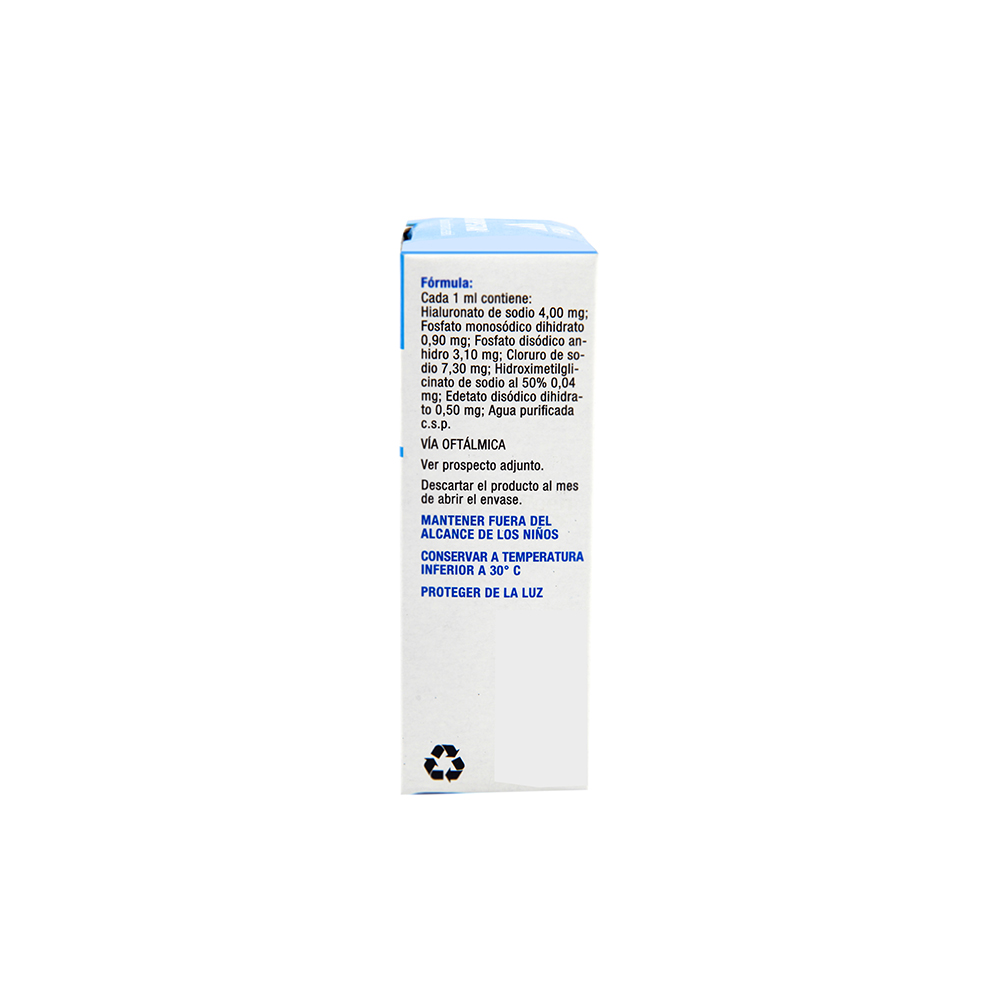 Fórmula:
Cada 1 ml contiene:
Hialuronato de sodio 4,00 mg;
Fosfato monosódico dihidrato
0,90 mg; Fosfato disódico an-
hidro 3,10 mg; Cloruro de so-
dio 7,30 mg; Hidroximetilgli-
cinato de sodio al 50% 0,04
mg; Edetato disódico dihidra-
to 0,50 mg; Agua purificada
c.s.p.
VÍA OFTÁLMICA
Ver prospecto adjunto.
Descartar el producto al mes
de abrir el envase.
MANTENER FUERA DEL
ALCANCE DE LOS NIÑOS
CONSERVAR A TEMPERATURA
INFERIOR A 30° C
PROTEGER DE LA LUZ